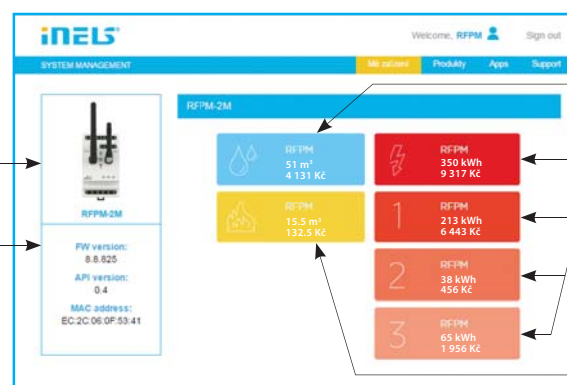 iNELS
Welcome, RFPM
Sign out
SYSTEM MANAGEMENT
Mé zařízení
Produkty
Apps
Support
RFPM-2M
RFPM-2M
FW version:
8.8.825
API version:
0.4
MAC address:
EC:2C:06:0F:53:41
RFPM
51 m³
4 131 Kč
RFPM
15.5 m³
132.5 Kč
RFPM
350 kWh
9 317 Kč
1
RFPM
213 kWh
6 443 Kč
2
RFPM
38 kWh
456 Kč
3
RFPM
65 kWh
1 956 Kč